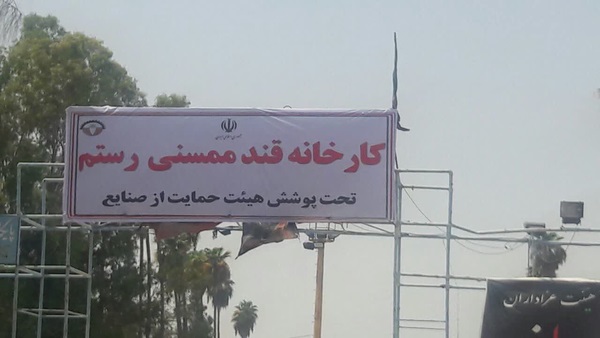 کارخانه قند ممسنی رستم
تحت پوشش هیئت حمایت از صنایع
هیئت عزاداران